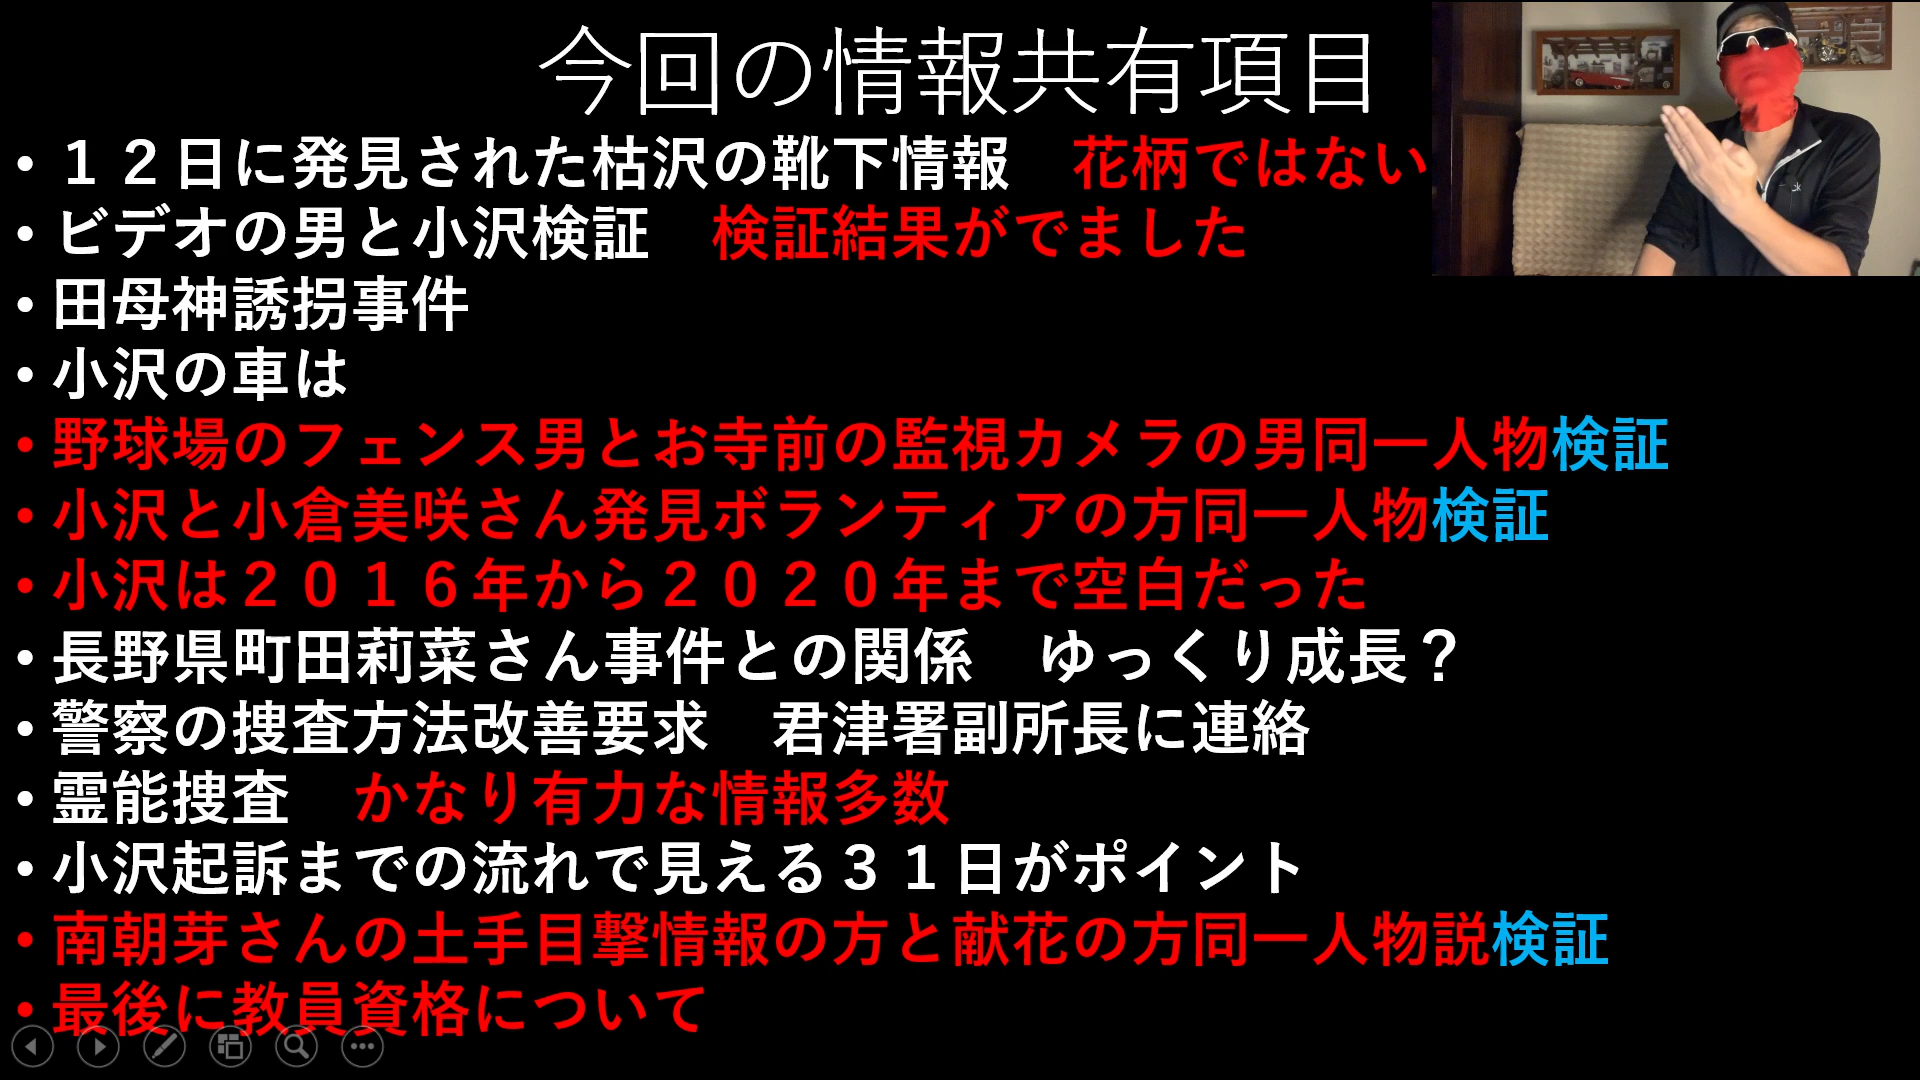 今回の情報共有項目
・１２日に発見された枯沢の靴下情報　花柄ではない
・ビデオの男と小沢検証　検証結果がでました
・田母神誘拐事件
・小沢の車は
・野球場のフェンス男とお寺前の監視カメラの男同一人物検証
・小沢と小倉美咲さん発見ボランティアの方同一人物検証
・小沢は２０１６年から２０２０年まで空白だった
・長野県町田莉菜さん事件との関係　ゆっくり成長？
・警察の捜査方法改善要求　君津署副所長に連絡
・霊能捜査　かなり有力な情報多数
・小沢起訴までの流れで見える３１日がポイント
・南朝芽さんの土手目撃情報の方と献花の方同一人物説検証
・最後に教員資格について